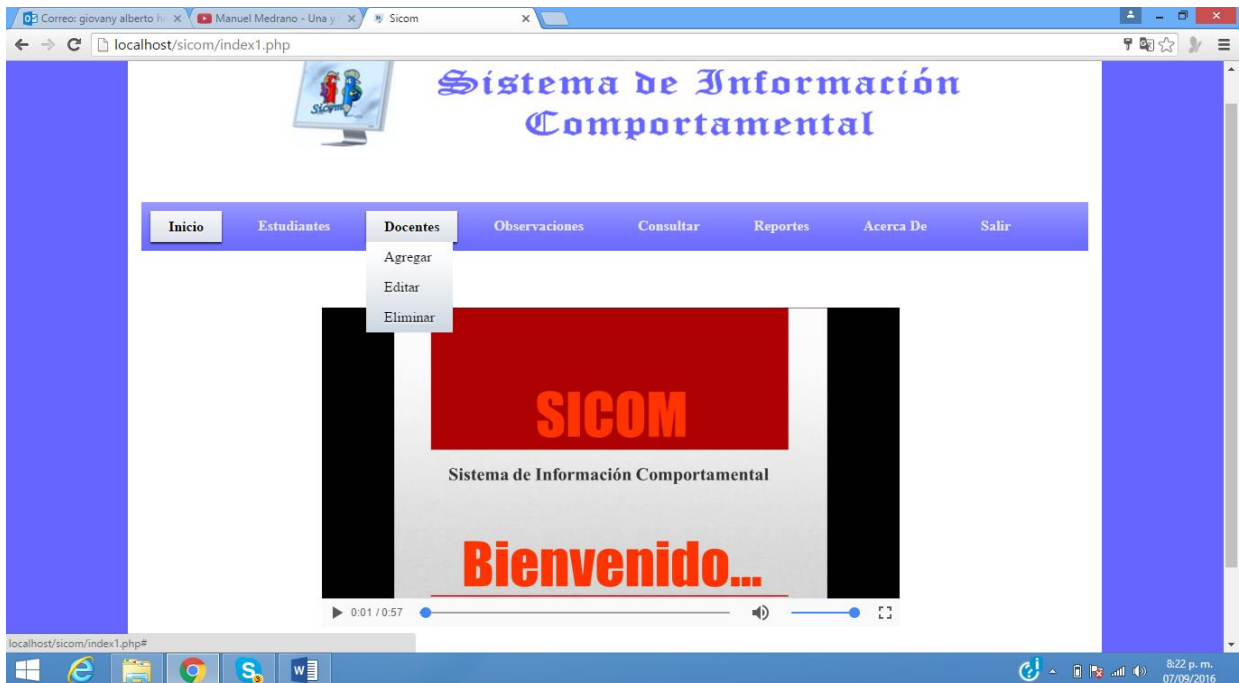 Correo: giovany alberto h
Manuel Medrano - Una y
Sicom
localhost/sicom/index1.php
Sicom
Sistema de Información
Comportamental
Inicio
Estudiantes
Docentes
Observaciones
Consultar
Reportes
Acerca De
Salir
Agregar
Editar
Eliminar
SICOM
Sistema de Información Comportamental
Bienvenido...
0:01 / 0:57
localhost/sicom/index1.php#
8:22 p. m.
07/09/2016